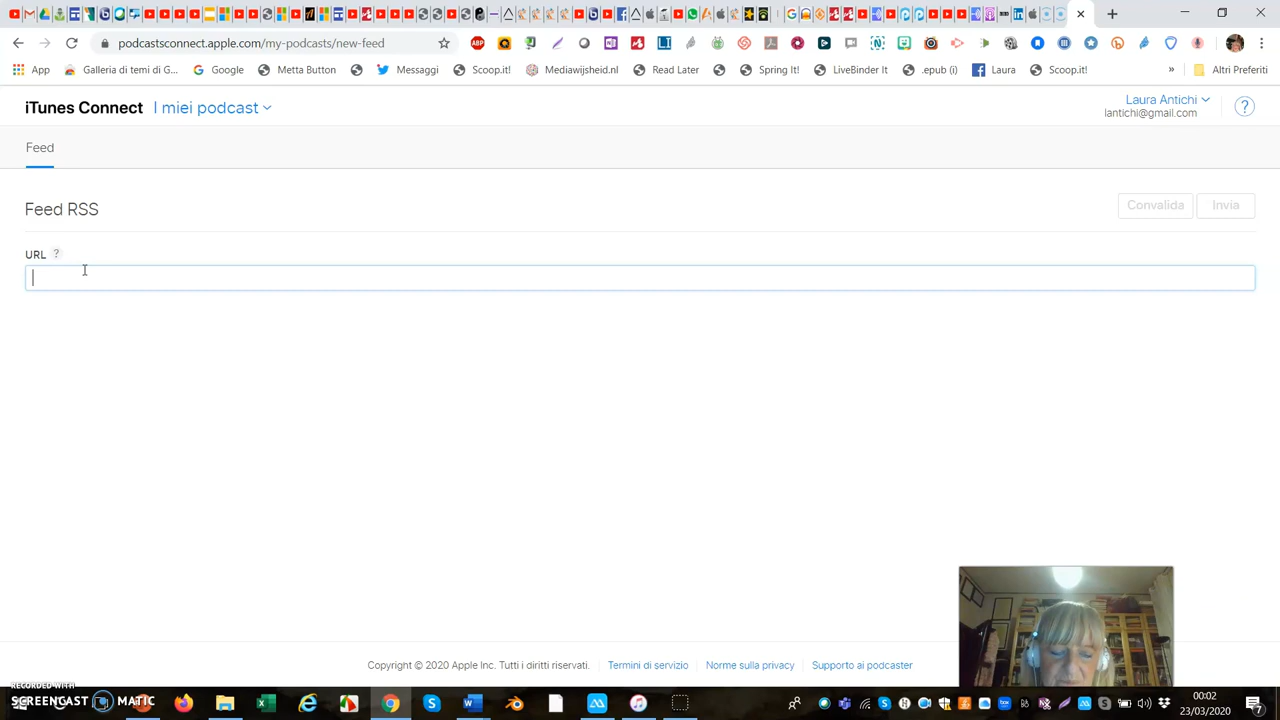 podcastsconnect.apple.com/my-podcasts/new-feed
App
Galleria di temi di G...
Google
Metta Button
Messaggi
Scoop.it!
Mediawijsheid.nl
Read Later
Spring It!
LiveBinder It
.epub (i)
Laura
Scoop.it!
»
Altri Preferiti
iTunes Connect I miei podcast
Laura Antichi
lantichi@gmail.com
?
Feed
Feed RSS
Convalida
Invia
URL ?
Copyright © 2020 Apple Inc. Tutti i diritti riservati.
Termini di servizio
Norme sulla privacy
Supporto ai podcaster
RECORDED WITH
SCREENCAST MATIC
00:02
23/03/2020